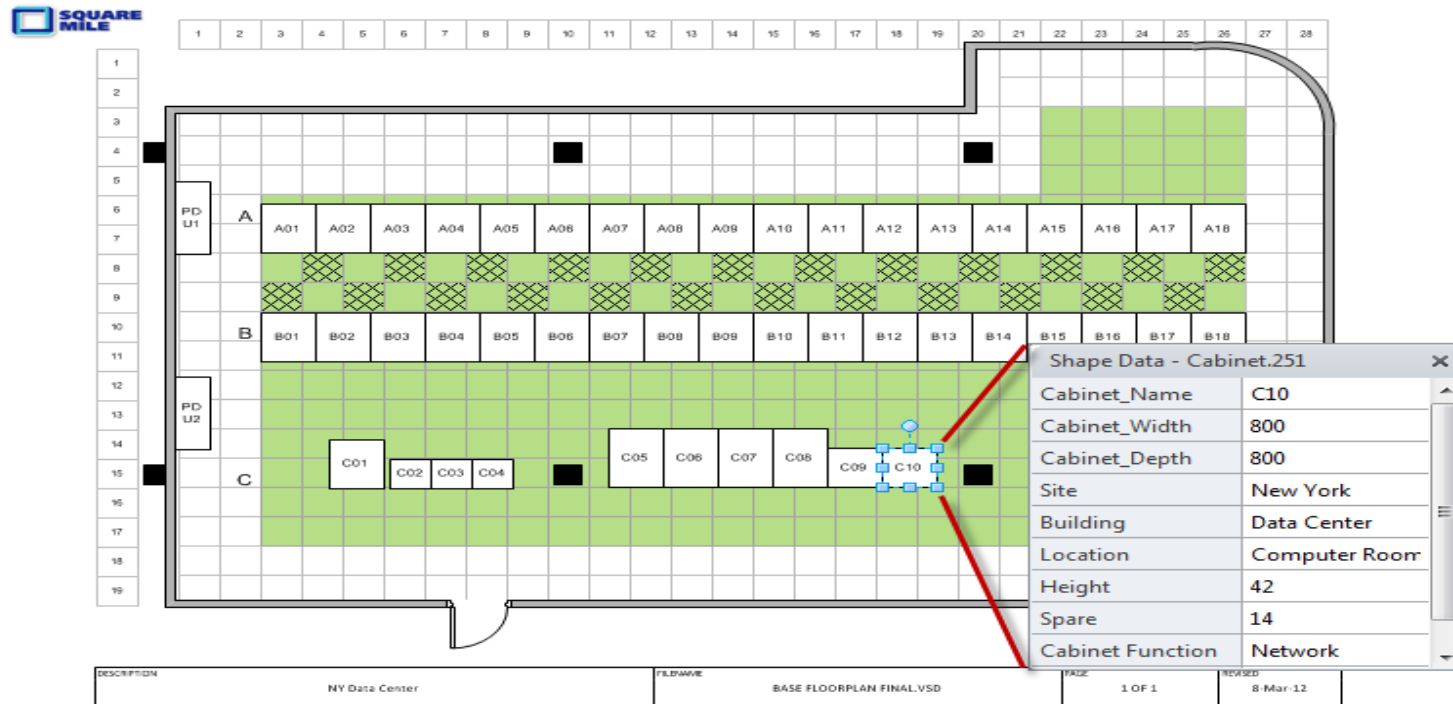 SQUARE
MILE
1 2 3 4 5 6 7 8 9 10 11 12 13 14 15 16 17 18 19 20 21 22 23 24 25 26 27 28
1
2
3
4
5
6
7
8
9
10
11
12
13
14
15
16
17
18
19
PD
U1
A A01 A02 A03 A04 A05 A06 A07 A08 A09 A10 A11 A12 A13 A14 A15 A16 A17 A18
B B01 B02 B03 B04 B05 B06 B07 B08 B09 B10 B11 B12 B13 B14 B15 B16 B17 B18
PD
U2
C C01 C02 C03 C04 C05 C06 C07 C08 C09 C10
Shape Data - Cabinet.251
Cabinet_Name C10
Cabinet_Width 800
Cabinet_Depth 800
Site New York
Building Data Center
Location Computer Room
Height 42
Spare 14
Cabinet Function Network
DESCRIPTION FILENAME PAGE REVISED
NY Data Center BASE FLOORPLAN FINAL.VSD 1 OF 1 8-Mar-12